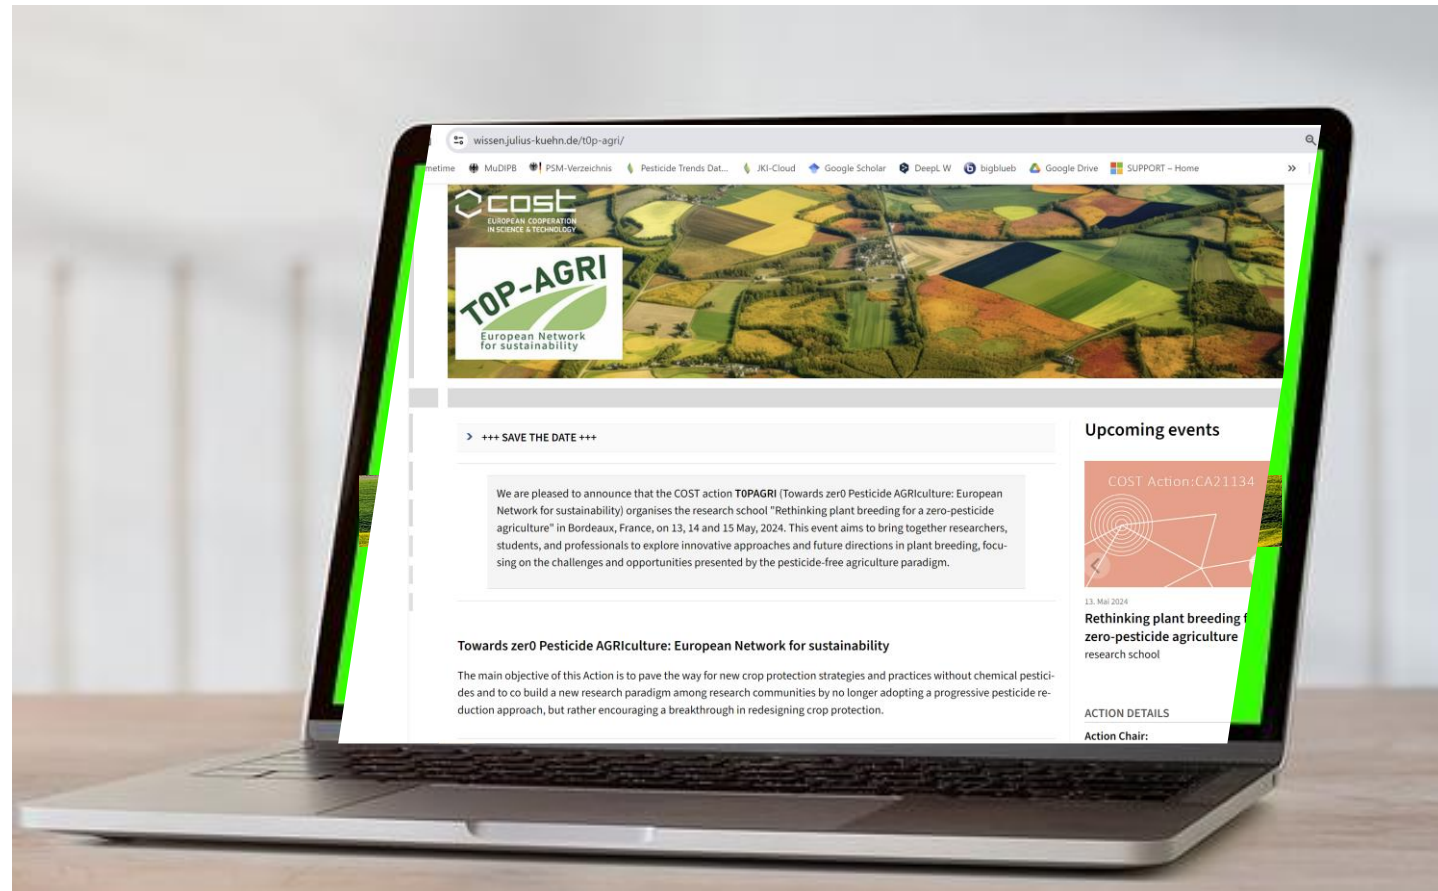 wissen.julius-kuehn.de/t0p-agri/
metime MuDIPB PSM-Verzeichnis Pesticide Trends Dat... JKI-Cloud Google Scholar DeepL W bigblueb Google Drive SUPPORT – Home »
cost
EUROPEAN COOPERATION
IN SCIENCE & TECHNOLOGY
T0P-AGRI
European Network
for sustainability
+++ SAVE THE DATE +++
We are pleased to announce that the COST action T0PAGRI (Towards zer0 Pesticide AGRIculture: European
Network for sustainability) organises the research school "Rethinking plant breeding for a zero-pesticide
agriculture" in Bordeaux, France, on 13, 14 and 15 May, 2024. This event aims to bring together researchers,
students, and professionals to explore innovative approaches and future directions in plant breeding, focu-
sing on the challenges and opportunities presented by the pesticide-free agriculture paradigm.
Towards zer0 Pesticide AGRIculture: European Network for sustainability
The main objective of this Action is to pave the way for new crop protection strategies and practices without chemical pestici-
des and to co build a new research paradigm among research communities by no longer adopting a progressive pesticide re-
duction approach, but rather encouraging a breakthrough in redesigning crop protection.
Upcoming events
COST Action:CA21134
13. Mai 2024
Rethinking plant breeding f
zero-pesticide agriculture
research school
ACTION DETAILS
Action Chair: